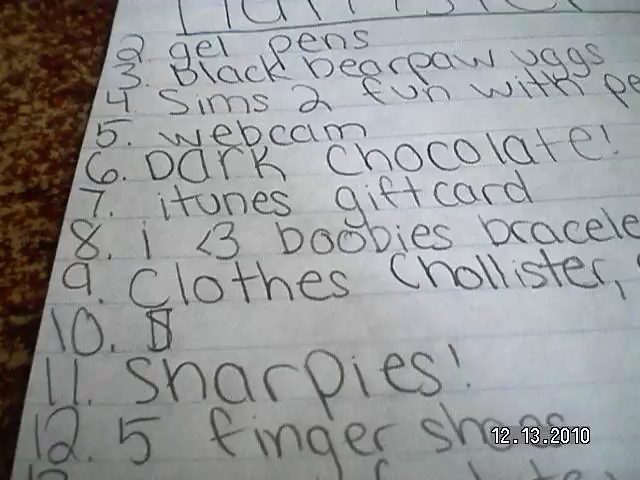 2. gel pens
3. Black bearpaw uggs
4. Sims 2 fun with pe
5. webcam
6. Dark Chocolate!
7. itunes giftcard
8. i <3 boobies bracele
9. Clothes (hollister,
10.
11. Sharpies!
12. 5 finger shoes
12.13.2010